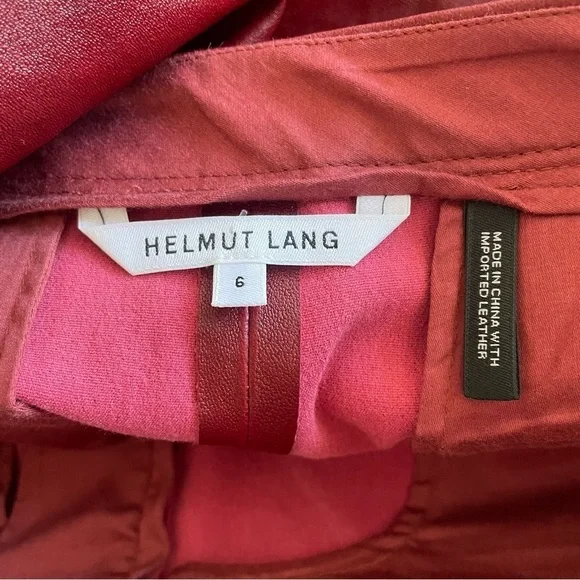 HELMUT LANG
6
MADE IN CHINA WITH
IMPORTED LEATHER